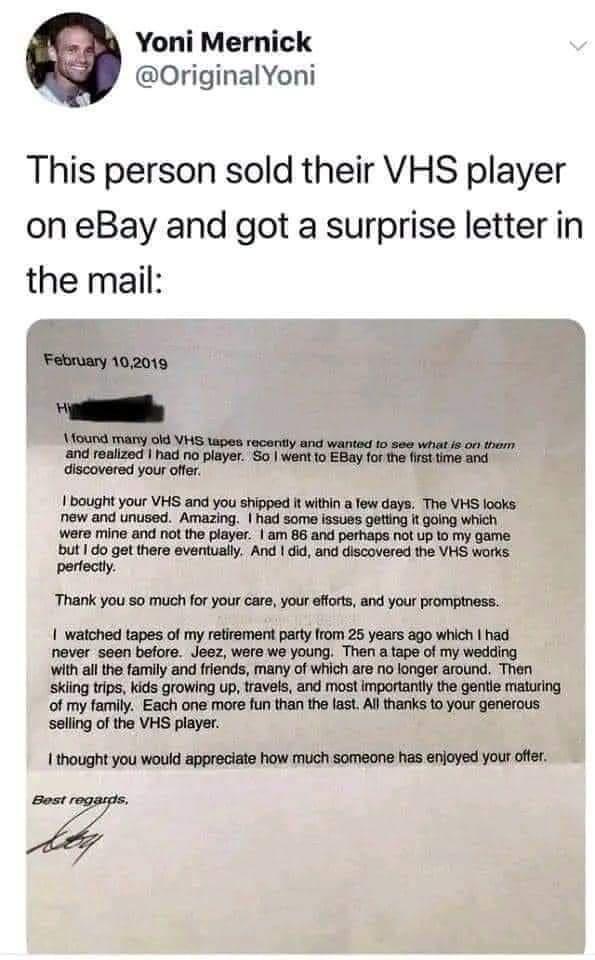 Yoni Mernick
@OriginalYoni
This person sold their VHS player
on eBay and got a surprise letter in
the mail:
February 10,2019
Hi
I found many old VHS tapes recently and wanted to see what is on them
and realized I had no player. So I went to EBay for the first time and
discovered your offer.
I bought your VHS and you shipped it within a few days. The VHS looks
new and unused. Amazing. I had some issues getting it going which
were mine and not the player. I am 86 and perhaps not up to my game
but I do get there eventually. And I did, and discovered the VHS works
perfectly.
Thank you so much for your care, your efforts, and your promptness.
I watched tapes of my retirement party from 25 years ago which I had
never seen before. Jeez, were we young. Then a tape of my wedding
with all the family and friends, many of which are no longer around. Then
skiing trips, kids growing up, travels, and most importantly the gentle maturing
of my family. Each one more fun than the last. All thanks to your generous
selling of the VHS player.
I thought you would appreciate how much someone has enjoyed your offer.
Best regards,